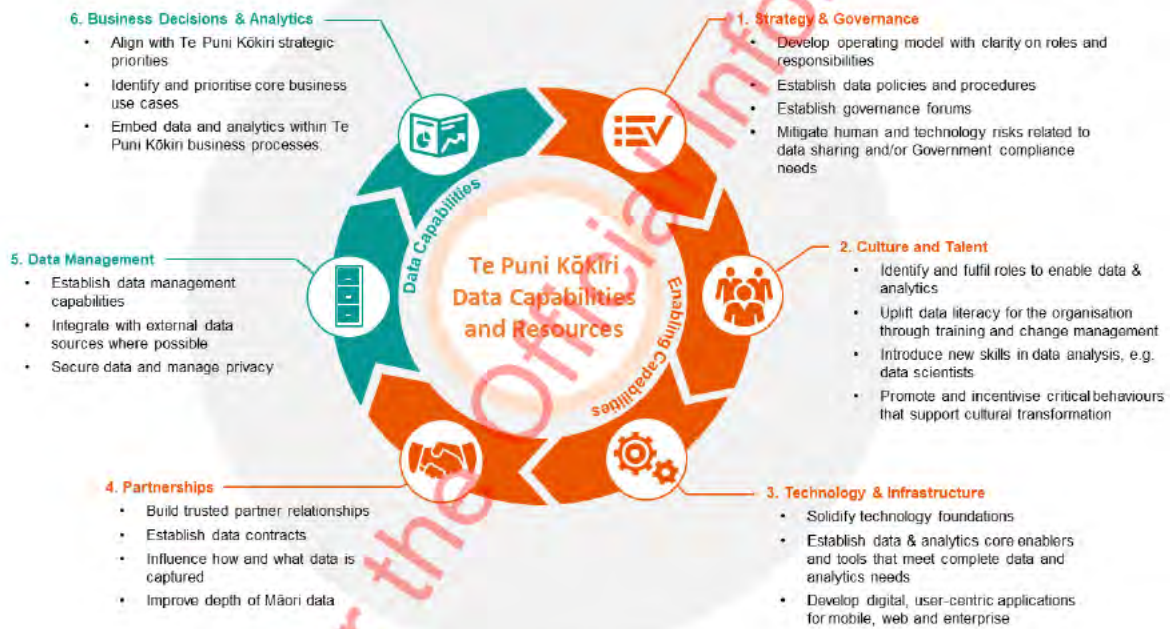 6. Business Decisions & Analytics
• Align with Te Puni Kōkiri strategic
priorities
• Identify and prioritise core business
use cases
• Embed data and analytics within Te
Puni Kōkiri business processes.
1. Strategy & Governance
• Develop operating model with clarity on roles and
responsibilities
• Establish data policies and procedures
• Establish governance forums
• Mitigate human and technology risks related to
data sharing and/or Government compliance
needs
5. Data Management
• Establish data management
capabilities
• Integrate with external data
sources where possible
• Secure data and manage privacy
Data Capabilities
Te Puni Kōkiri
Data Capabilities
and Resources
Enabling Capabilities
2. Culture and Talent
• Identify and fulfil roles to enable data &
analytics
• Uplift data literacy for the organisation
through training and change management
• Introduce new skills in data analysis, e.g.
data scientists
• Promote and incentivise critical behaviours
that support cultural transformation
4. Partnerships
• Build trusted partner relationships
• Establish data contracts
• Influence how and what data is
captured
• Improve depth of Māori data
3. Technology & Infrastructure
• Solidify technology foundations
• Establish data & analytics core enablers
and tools that meet complete data and
analytics needs
• Develop digital, user-centric applications
for mobile, web and enterprise
the Official